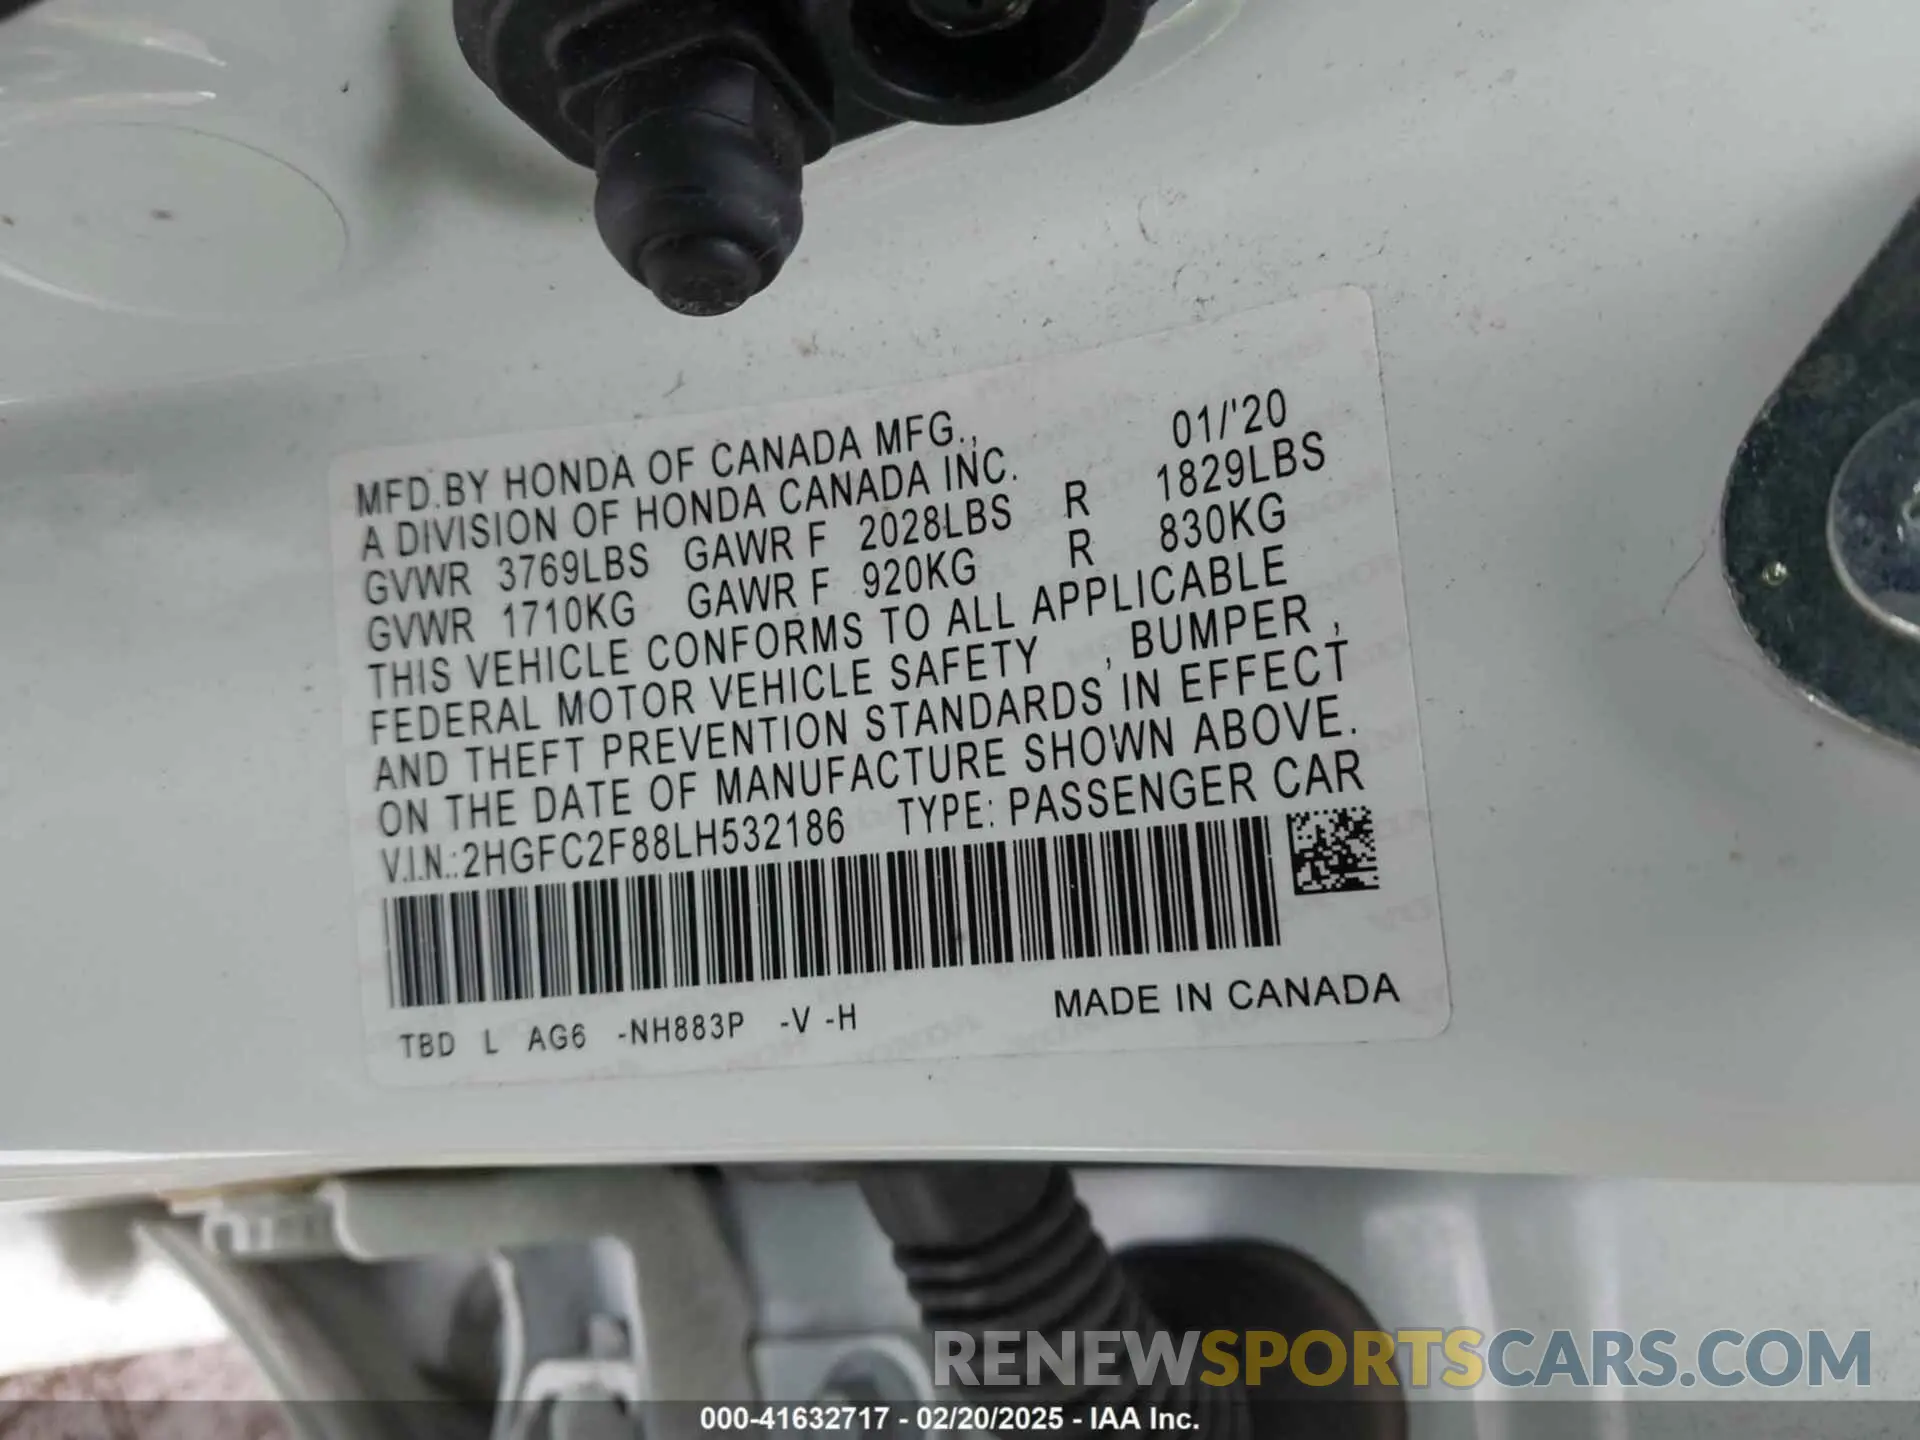 MFD.BY HONDA OF CANADA MFG., 01/'20
A DIVISION OF HONDA CANADA INC.
GVWR 3769LBS GAWR F 2028LBS R 1829LBS
GVWR 1710KG GAWR F 920KG R 830KG
THIS VEHICLE CONFORMS TO ALL APPLICABLE
FEDERAL MOTOR VEHICLE SAFETY , BUMPER ,
AND THEFT PREVENTION STANDARDS IN EFFECT
ON THE DATE OF MANUFACTURE SHOWN ABOVE.
V.I.N.:2HGFC2F88LH532186 TYPE: PASSENGER CAR
TBD L AG6 -NH883P -V -H MADE IN CANADA
RENEWSPORTSCARS.COM
000-41632717 - 02/20/2025 - IAA Inc.